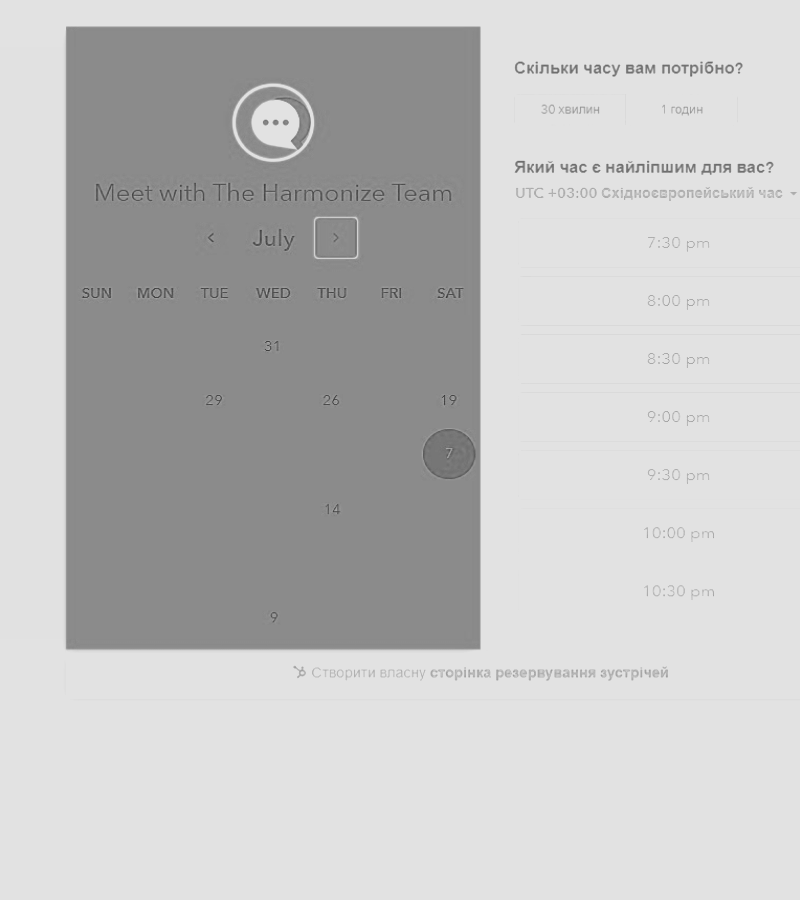 Meet with The Harmonize Team
July
SUN MON TUE WED THU FRI SAT
31
29 26 19
7
14
9
Скільки часу вам потрібно?
30 хвилин 1 годин
Який час є найліпшим для вас?
UTC +03:00 Східноєвропейський час
7:30 pm
8:00 pm
8:30 pm
9:00 pm
9:30 pm
10:00 pm
10:30 pm
Створити власну сторінка резервування зустрічей